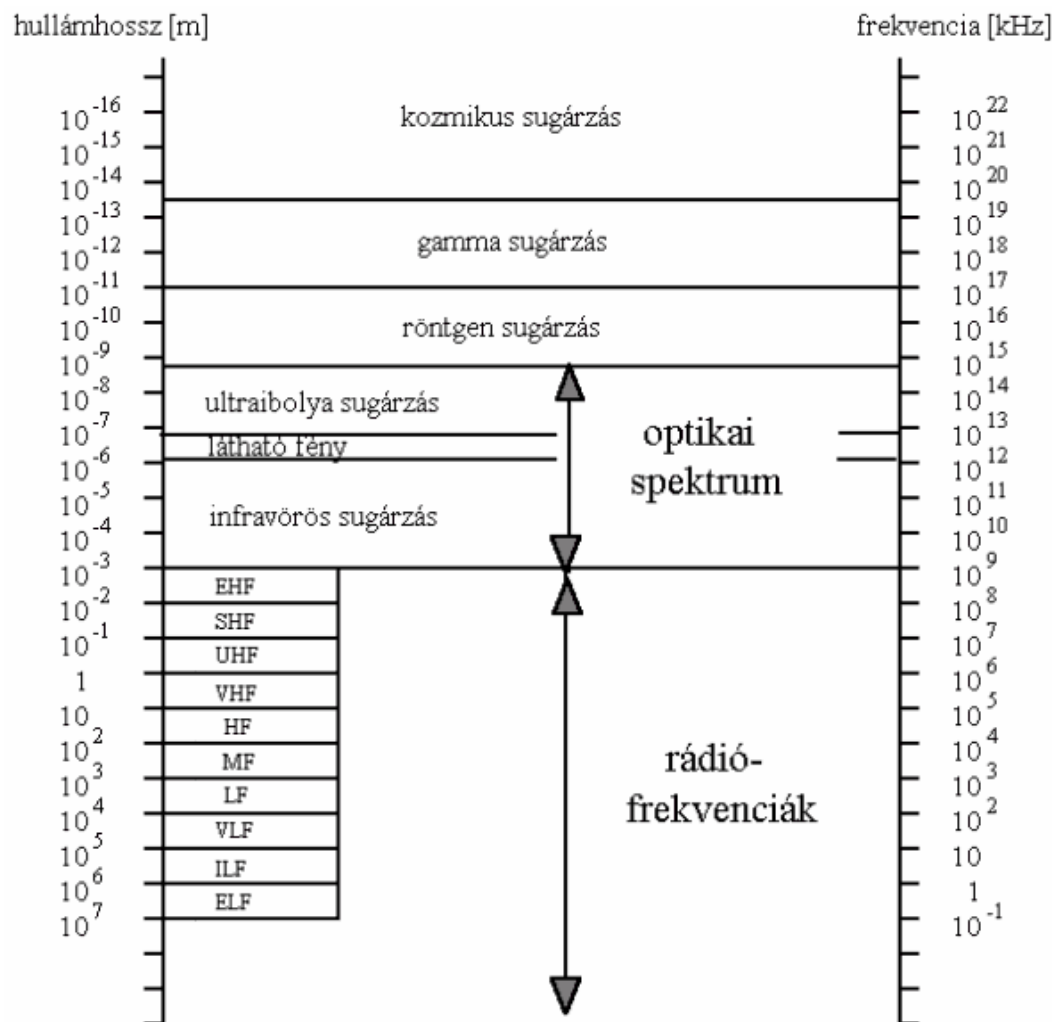 hullámhossz [m] frekvencia [kHz]
10^-16 kozmikus sugárzás 10^22
10^-15 10^21
10^-14 10^20
10^-13 10^19
10^-12 gamma sugárzás 10^18
10^-11 10^17
10^-10 röntgen sugárzás 10^16
10^-9 10^15
10^-8 ultraibolya sugárzás 10^14
10^-7 optikai 10^13
látható fény
10^-6 spektrum 10^12
10^-5 infravörös sugárzás 10^11
10^-4 10^10
10^-3 10^9
EHF
10^-2 10^8
SHF
10^-1 10^7
UHF
1 10^6
VHF
10 10^5
HF
10^2 10^4
MF rádió-
10^3 10^3
LF frekvenciák
10^4 10^2
VLF
10^5 10
ILF
10^6 1
ELF
10^7 10^-1